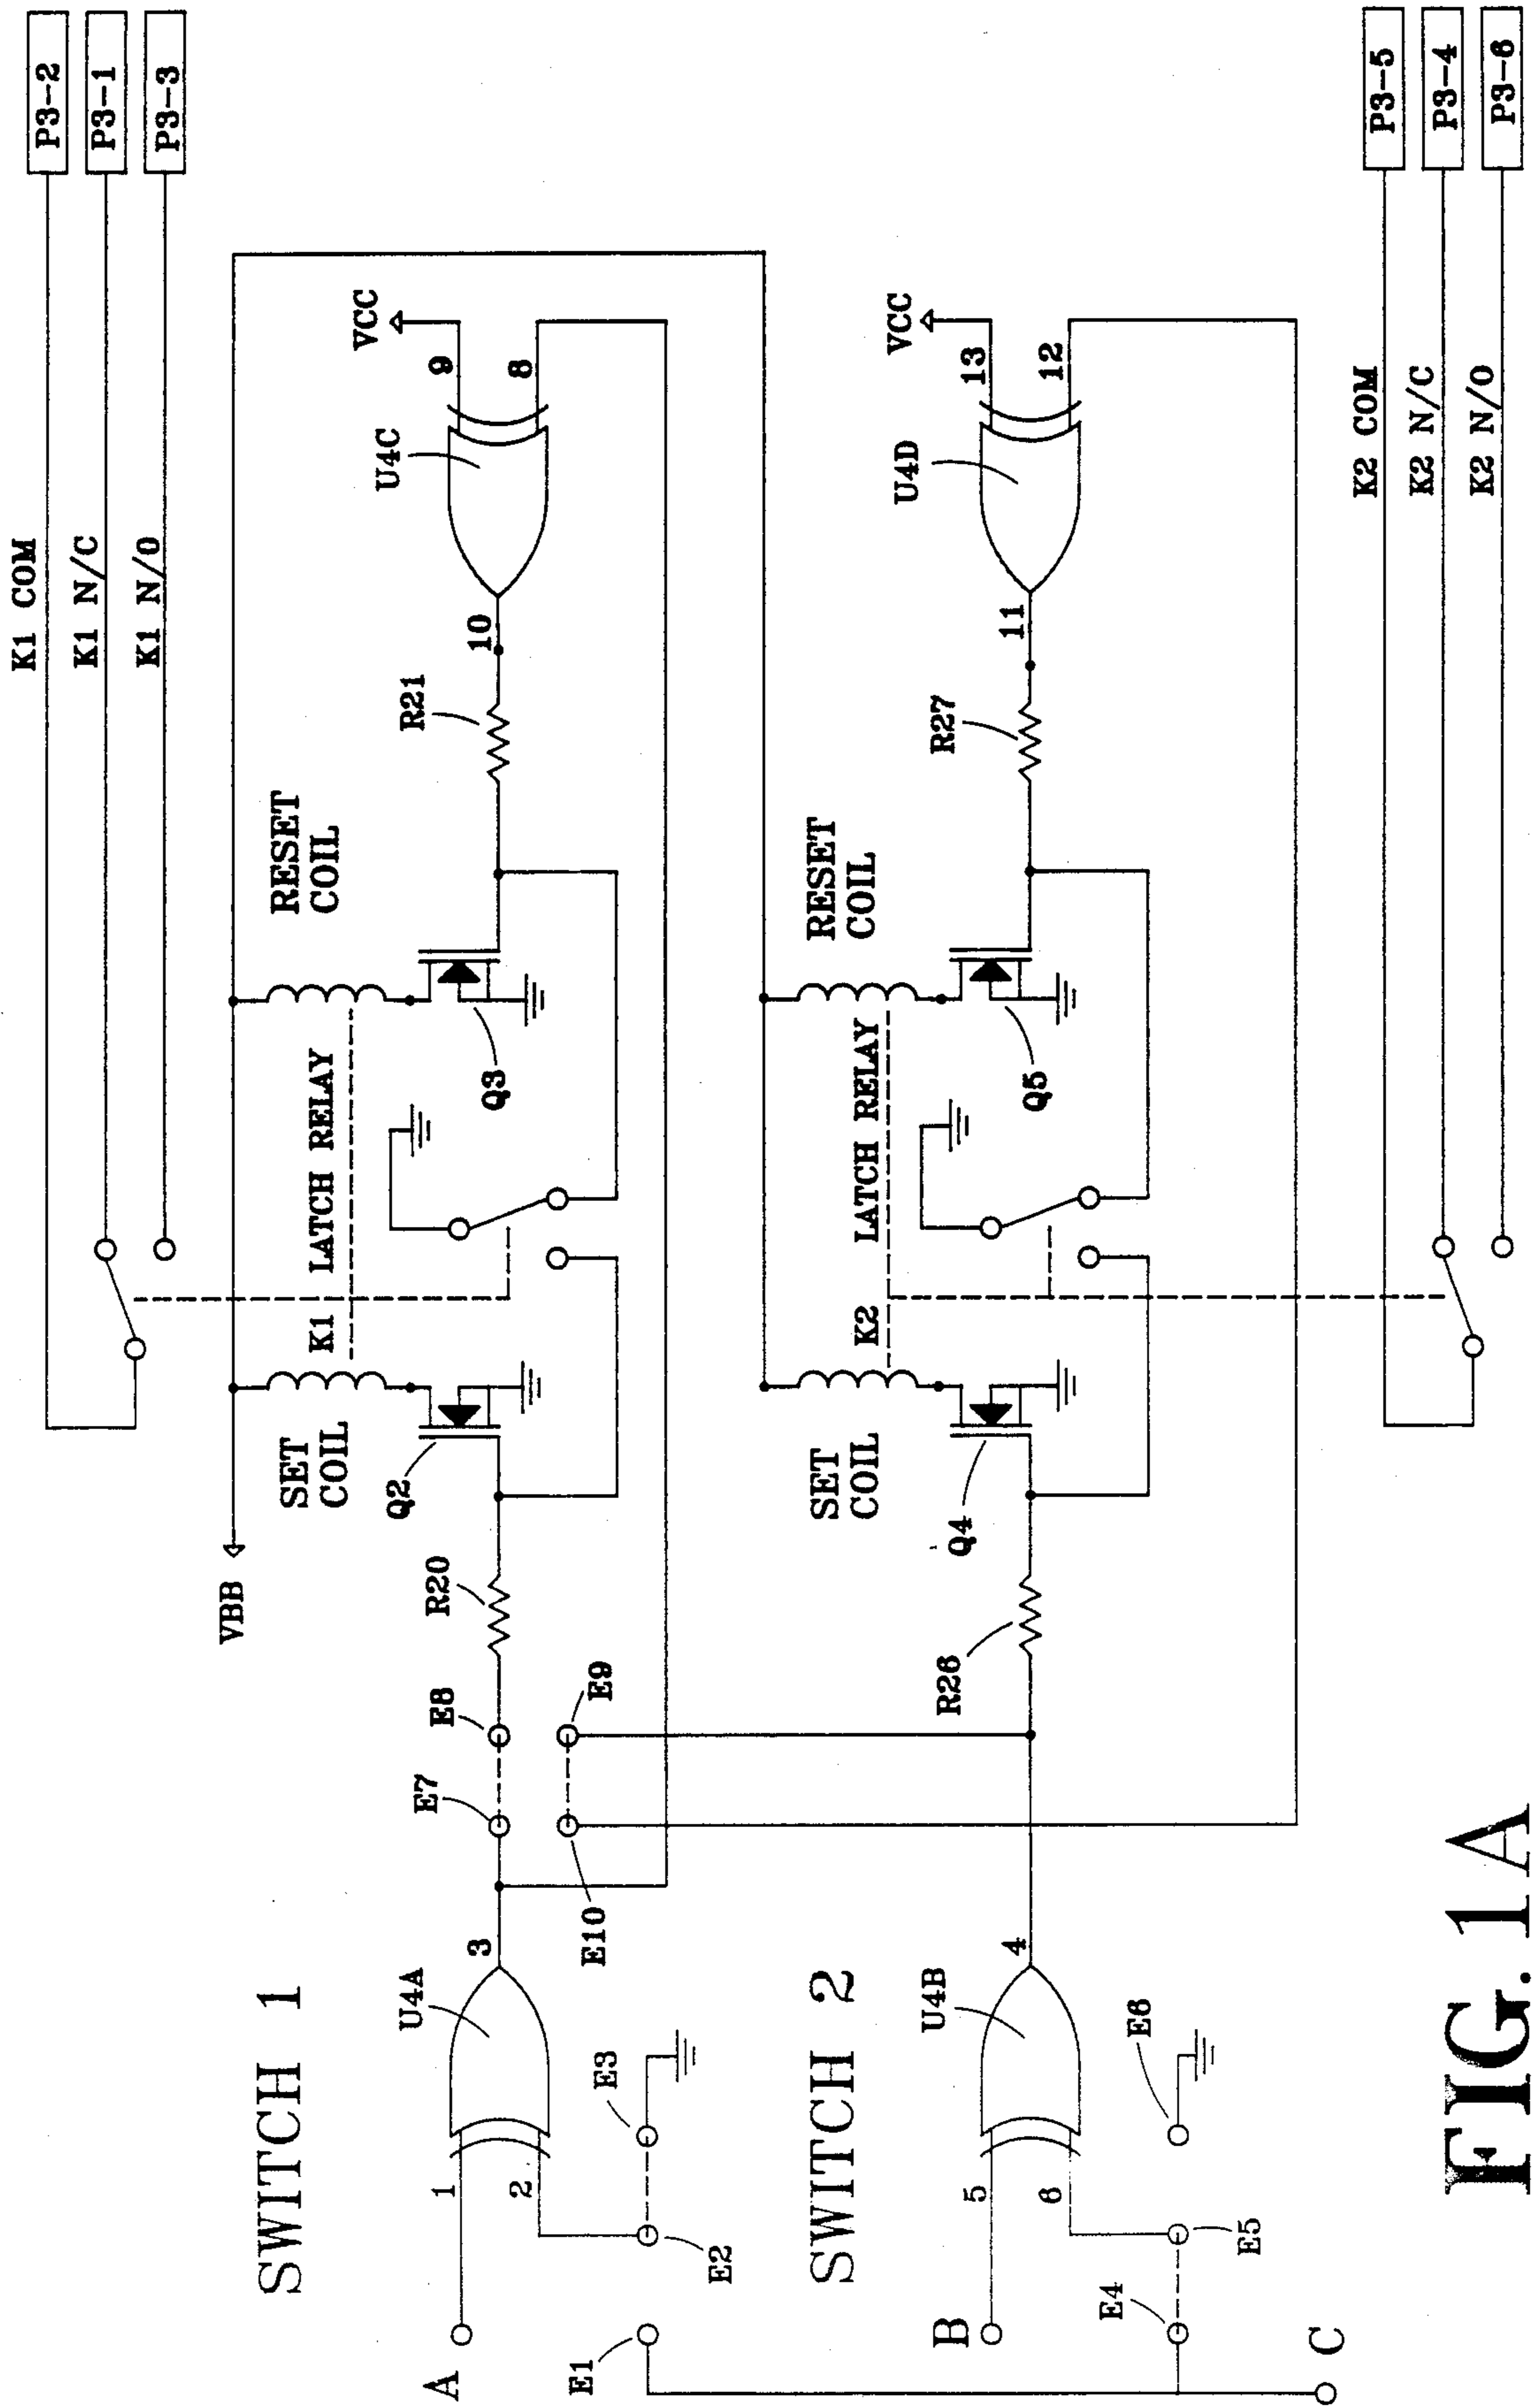 K1 COM
P3-2
K1 N/C
P3-1
K1 N/O
P3-3
VBB
SWITCH 1
SET
COIL
K1
LATCH RELAY
RESET
COIL
VCC
A
1
2
U4A
3
E7
E8
R20
Q2
Q3
R21
10
U4C
9
8
E1
E2
E3
E10
E9
SWITCH 2
SET
COIL
K2
LATCH RELAY
RESET
COIL
VCC
B
5
6
U4B
4
R26
Q4
Q5
R27
11
U4D
13
12
E4
E5
E6
C
K2 COM
P3-5
K2 N/C
P3-4
K2 N/O
P3-6
FIG. 1A